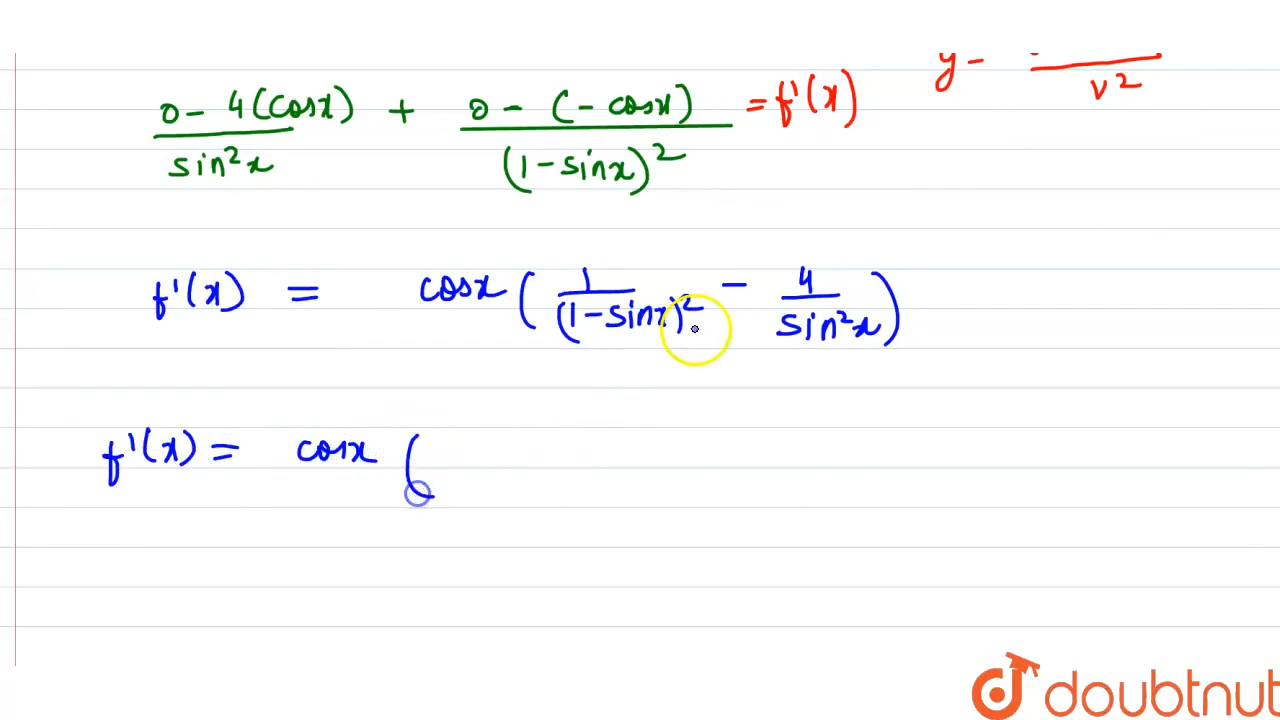 y = v²
0 - 4(cosx) / sin²x + 0 - (- cosx) / (1 - sinx)² = f'(x)
f'(x) = cosx ( 1 / (1 - sinx)² - 4 / sin²x )
f'(x) = cosx (
doubtnut